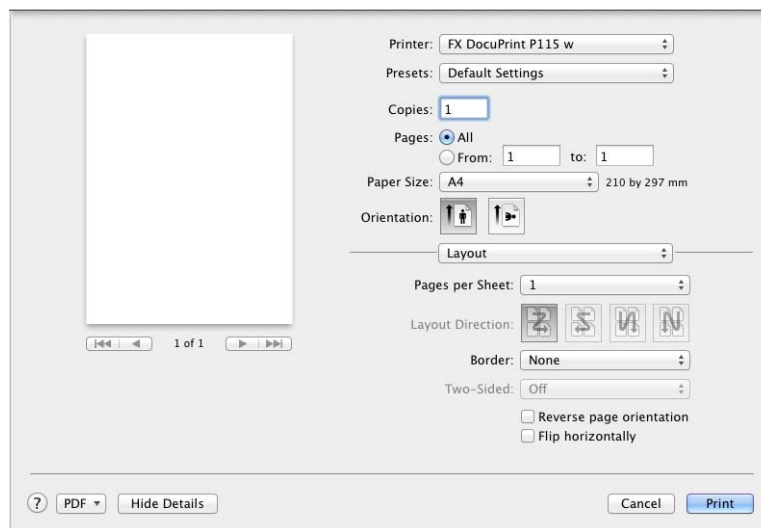 Printer: FX DocuPrint P115 w
Presets: Default Settings
Copies: 1
Pages: All
From: 1 to: 1
Paper Size: A4 210 by 297 mm
Orientation:
Layout
Pages per Sheet: 1
Layout Direction:
1 of 1
Border: None
Two-Sided: Off
Reverse page orientation
Flip horizontally
? PDF Hide Details Cancel Print